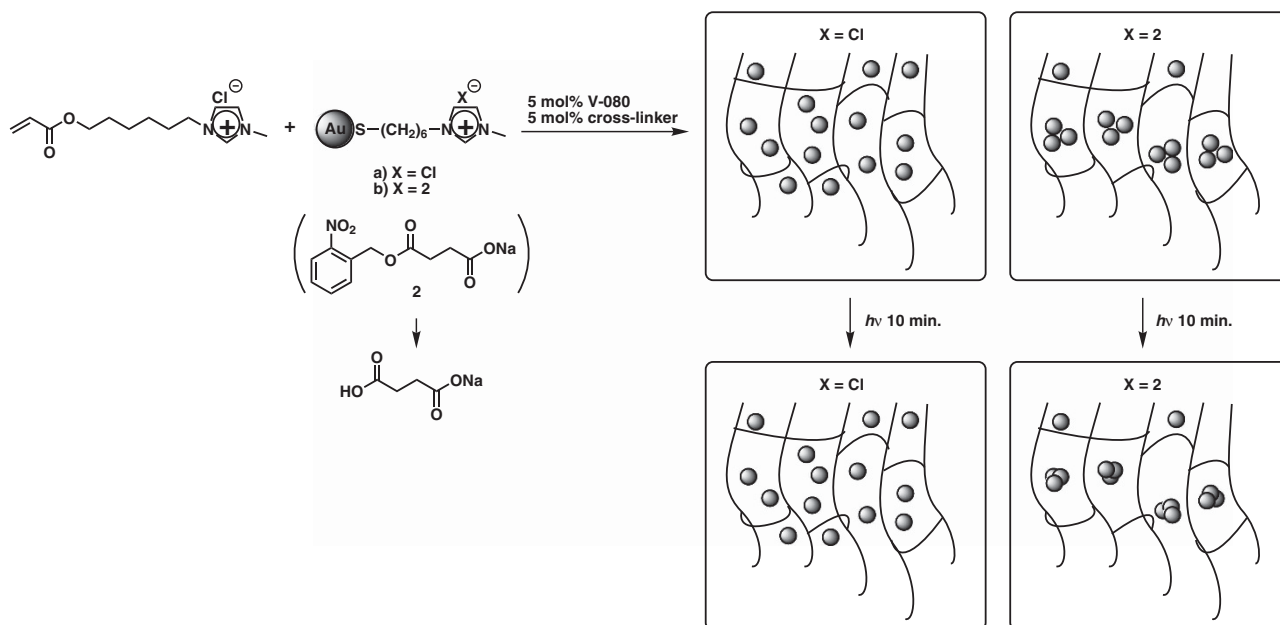 X = Cl
X = 2
Cl⊖
X⊖
5 mol% V-080
5 mol% cross-linker
O
O
N + N
+
Au S–(CH₂)₆–N + N
a) X = Cl
b) X = 2
NO₂
O
O
ONa
O
2
hν 10 min.
hν 10 min.
O
HO
ONa
O
X = Cl
X = 2